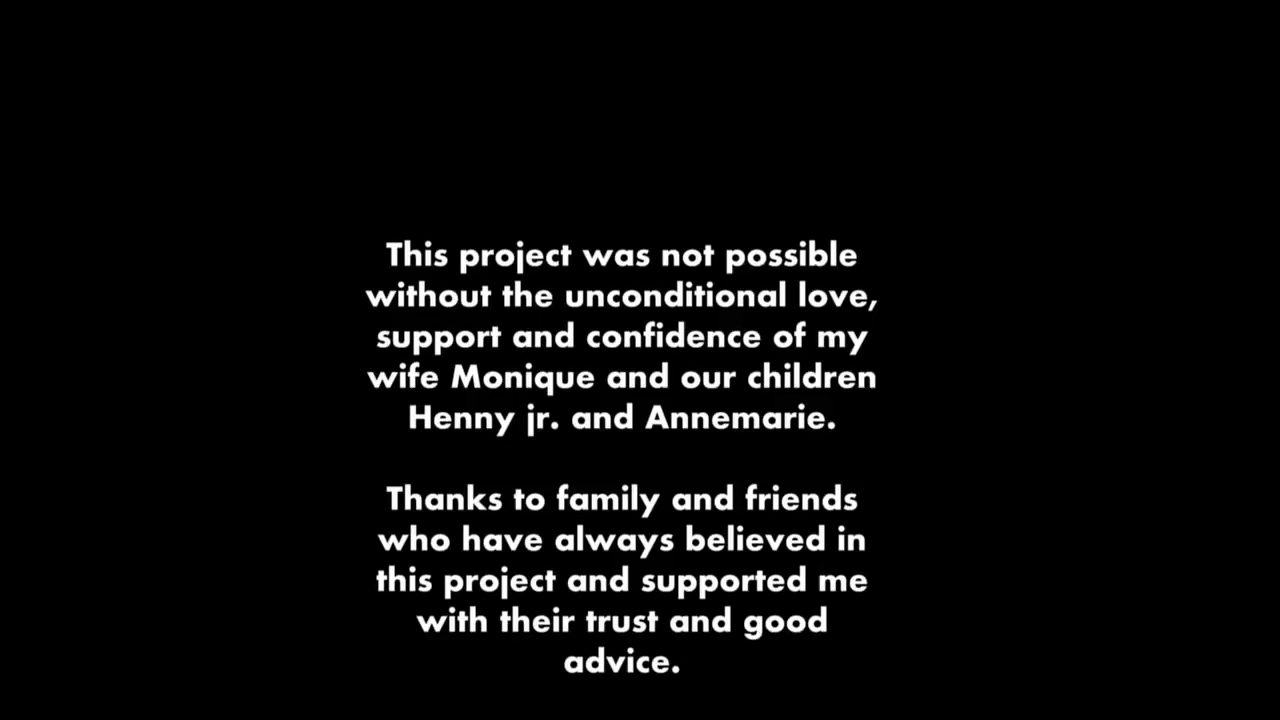 This project was not possible
without the unconditional love,
support and confidence of my
wife Monique and our children
Henny jr. and Annemarie.
Thanks to family and friends
who have always believed in
this project and supported me
with their trust and good
advice.